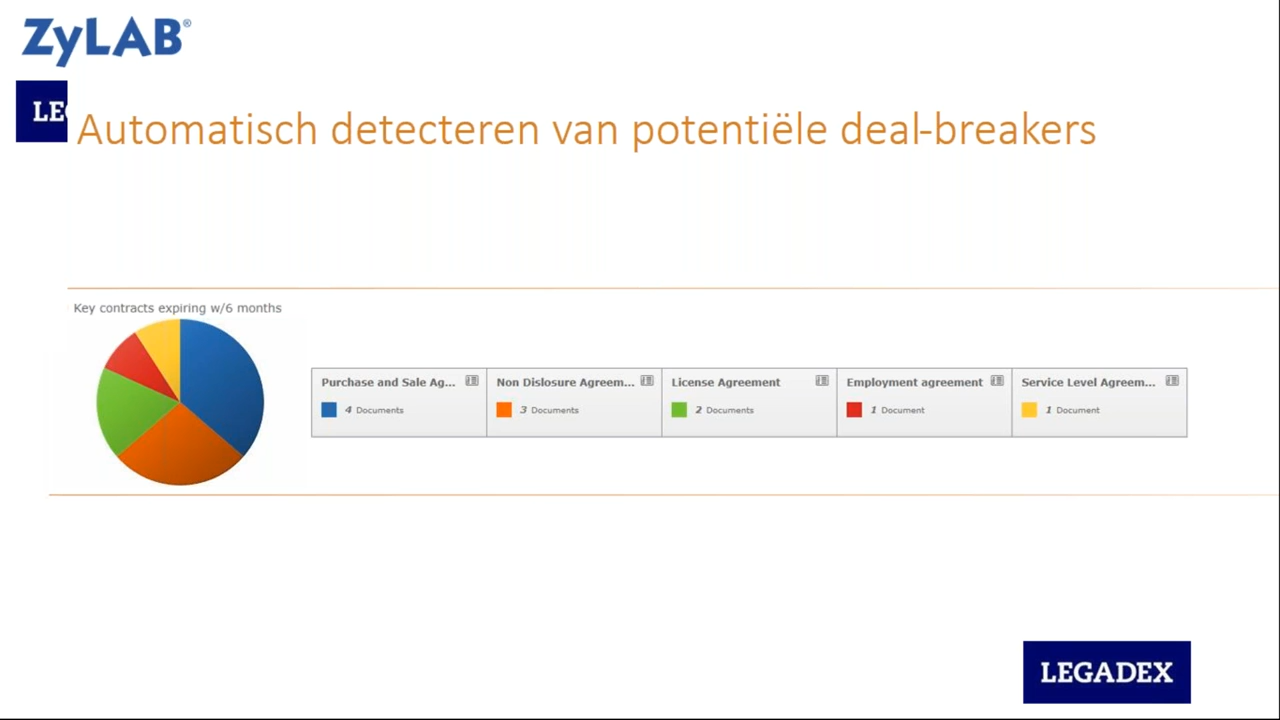 ZyLAB®
LE
Automatisch detecteren van potentiële deal-breakers
Key contracts expiring w/6 months
Purchase and Sale Ag...
4 Documents
Non Dislosure Agreem...
3 Documents
License Agreement
2 Documents
Employment agreement
1 Document
Service Level Agreem...
1 Document
LEGADEX